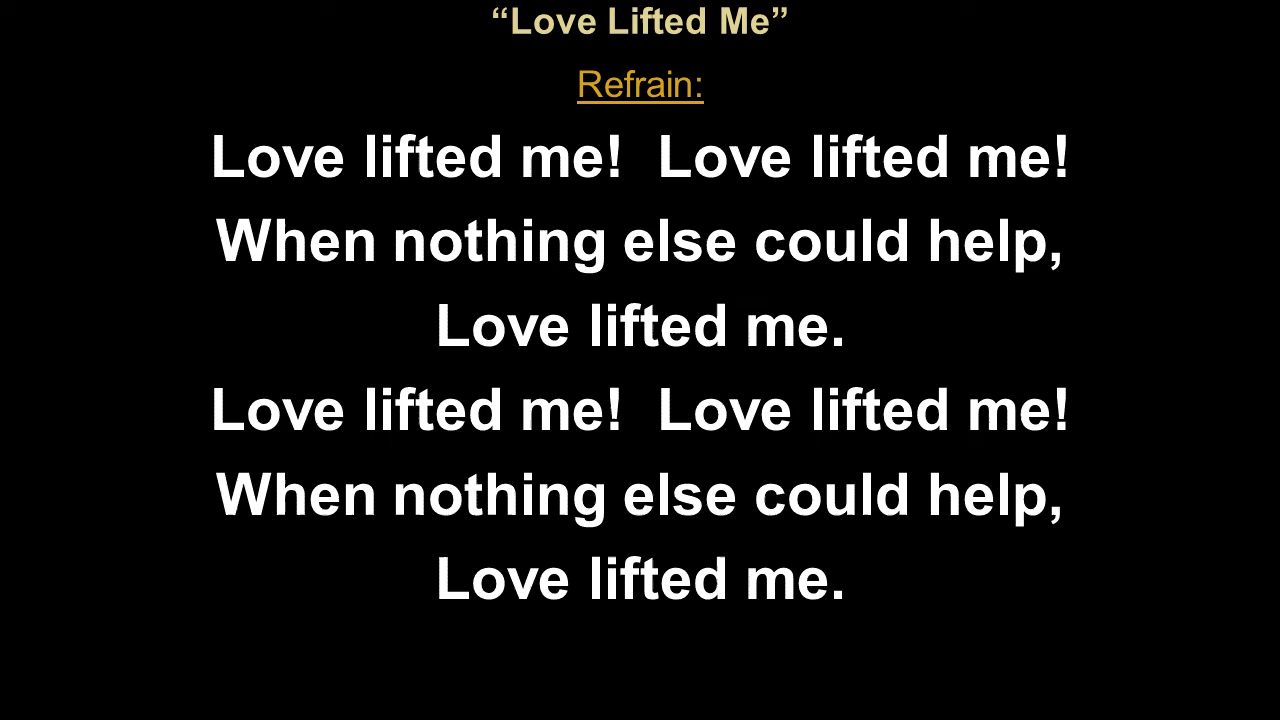 “Love Lifted Me”
Refrain:
Love lifted me!  Love lifted me!
When nothing else could help,
Love lifted me.
Love lifted me!  Love lifted me!
When nothing else could help,
Love lifted me.